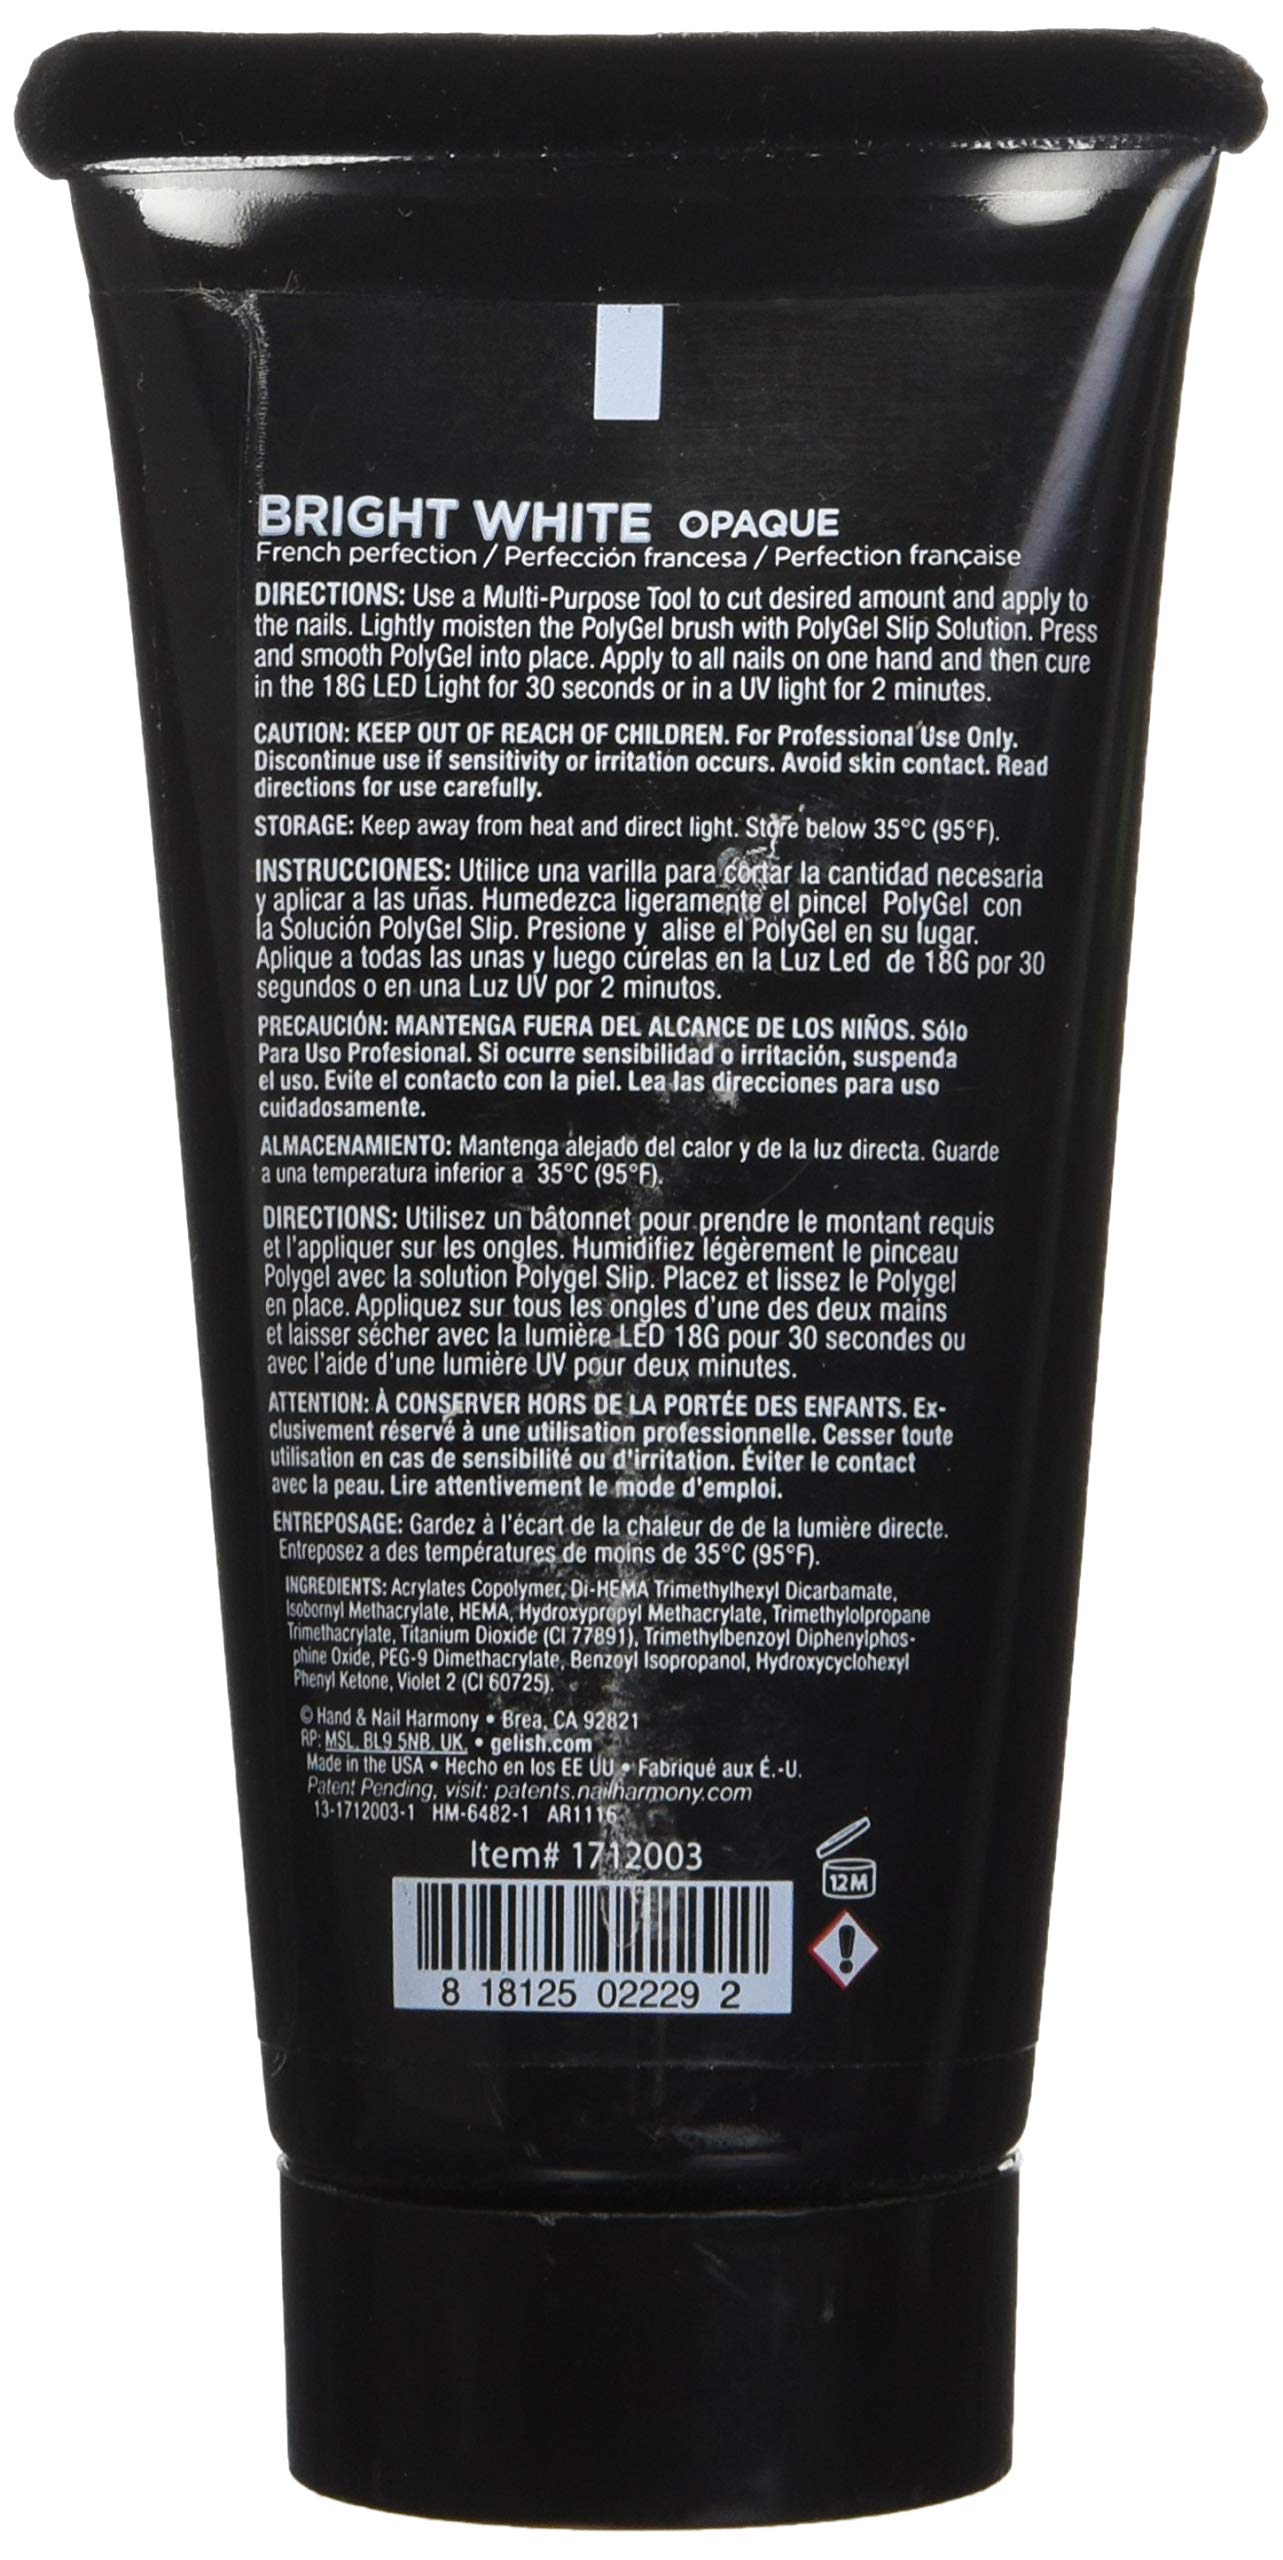 BRIGHT WHITE OPAQUE
French perfection / Perfección francesa / Perfection française
DIRECTIONS: Use a Multi-Purpose Tool to cut desired amount and apply to
the nails. Lightly moisten the PolyGel brush with PolyGel Slip Solution. Press
and smooth PolyGel into place. Apply to all nails on one hand and then cure
in the 18G LED Light for 30 seconds or in a UV light for 2 minutes.
CAUTION: KEEP OUT OF REACH OF CHILDREN. For Professional Use Only.
Discontinue use if sensitivity or irritation occurs. Avoid skin contact. Read
directions for use carefully.
STORAGE: Keep away from heat and direct light. Store below 35°C (95°F).
INSTRUCCIONES: Utilice una varilla para cortar la cantidad necesaria
y aplicar a las uñas. Humedezca ligeramente el pincel PolyGel con
la Solución PolyGel Slip. Presione y alise el PolyGel en su lugar.
Aplique a todas las unas y luego cúrelas en la Luz Led de 18G por 30
segundos o en una Luz UV por 2 minutos.
PRECAUCIÓN: MANTENGA FUERA DEL ALCANCE DE LOS NIÑOS. Sólo
Para Uso Profesional. Si ocurre sensibilidad o irritación, suspenda
el uso. Evite el contacto con la piel. Lea las direcciones para uso
cuidadosamente.
ALMACENAMIENTO: Mantenga alejado del calor y de la luz directa. Guarde
a una temperatura inferior a 35°C (95°F).
DIRECTIONS: Utilisez un bâtonnet pour prendre le montant requis
et l'appliquer sur les ongles. Humidifiez légèrement le pinceau
Polygel avec la solution Polygel Slip. Placez et lissez le Polygel
en place. Appliquez sur tous les ongles d'une des deux mains
et laisser sécher avec la lumière LED 18G pour 30 secondes ou
avec l'aide d'une lumière UV pour deux minutes.
ATTENTION: À CONSERVER HORS DE LA PORTÉE DES ENFANTS. Ex-
clusivement réservé à une utilisation professionnelle. Cesser toute
utilisation en cas de sensibilité ou d'irritation. Éviter le contact
avec la peau. Lire attentivement le mode d'emploi.
ENTREPOSAGE: Gardez à l'écart de la chaleur de de la lumière directe.
Entreposez a des températures de moins de 35°C (95°F).
INGREDIENTS: Acrylates Copolymer, Di-HEMA Trimethylhexyl Dicarbamate,
Isobornyl Methacrylate, HEMA, Hydroxypropyl Methacrylate, Trimethylolpropane
Trimethacrylate, Titanium Dioxide (CI 77891), Trimethylbenzoyl Diphenylphos-
phine Oxide, PEG-9 Dimethacrylate, Benzoyl Isopropanol, Hydroxycyclohexyl
Phenyl Ketone, Violet 2 (CI 60725).
© Hand & Nail Harmony • Brea, CA 92821
RP: MSL, BL9 5NB, UK. • gelish.com
Made in the USA • Hecho en los EE UU • Fabriqué aux É.-U.
Patent Pending, visit: patents.nailharmony.com
13-1712003-1 HM-6482-1 AR1116
Item# 1712003
12M
8 18125 02229 2